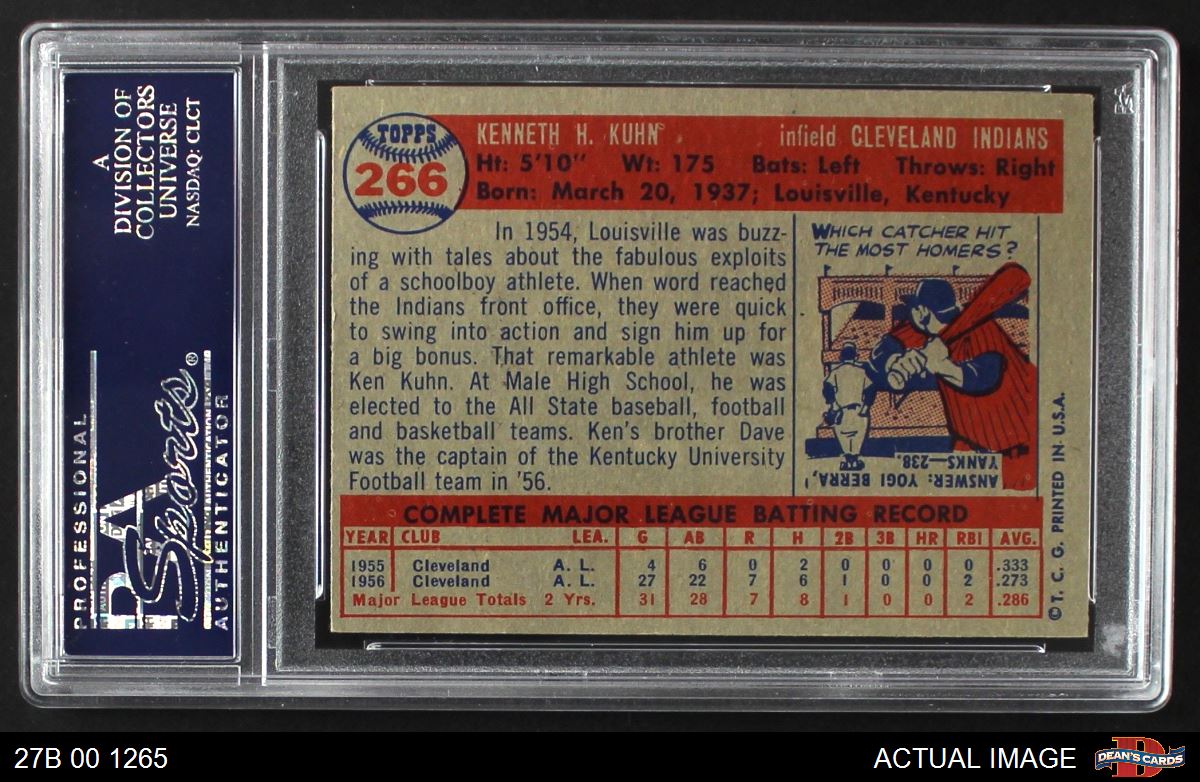 A
DIVISION OF
COLLECTORS
UNIVERSE
NASDAQ: CLCT
PROFESSIONAL
PSA
Sports®
AUTHENTICATOR
TOPPS
266
KENNETH H. KUHN infield CLEVELAND INDIANS
Ht: 5'10" Wt: 175 Bats: Left Throws: Right
Born: March 20, 1937; Louisville, Kentucky
In 1954, Louisville was buzz-
ing with tales about the fabulous exploits
of a schoolboy athlete. When word reached
the Indians front office, they were quick
to swing into action and sign him up for
a big bonus. That remarkable athlete was
Ken Kuhn. At Male High School, he was
elected to the All State baseball, football
and basketball teams. Ken's brother Dave
was the captain of the Kentucky University
Football team in '56.
WHICH CATCHER HIT
THE MOST HOMERS?
ANSWER: YOGI BERRA,
YANKS—238.
COMPLETE MAJOR LEAGUE BATTING RECORD
YEAR CLUB LEA. G AB R H 2B 3B HR RBI AVG.
1955 Cleveland A. L. 4 6 0 2 0 0 0 0 .333
1956 Cleveland A. L. 27 22 7 6 1 0 0 2 .273
Major League Totals 2 Yrs. 31 28 7 8 1 0 0 2 .286
© T. C. G. PRINTED IN U.S.A.
27B 00 1265
ACTUAL IMAGE
DEAN'S CARDS